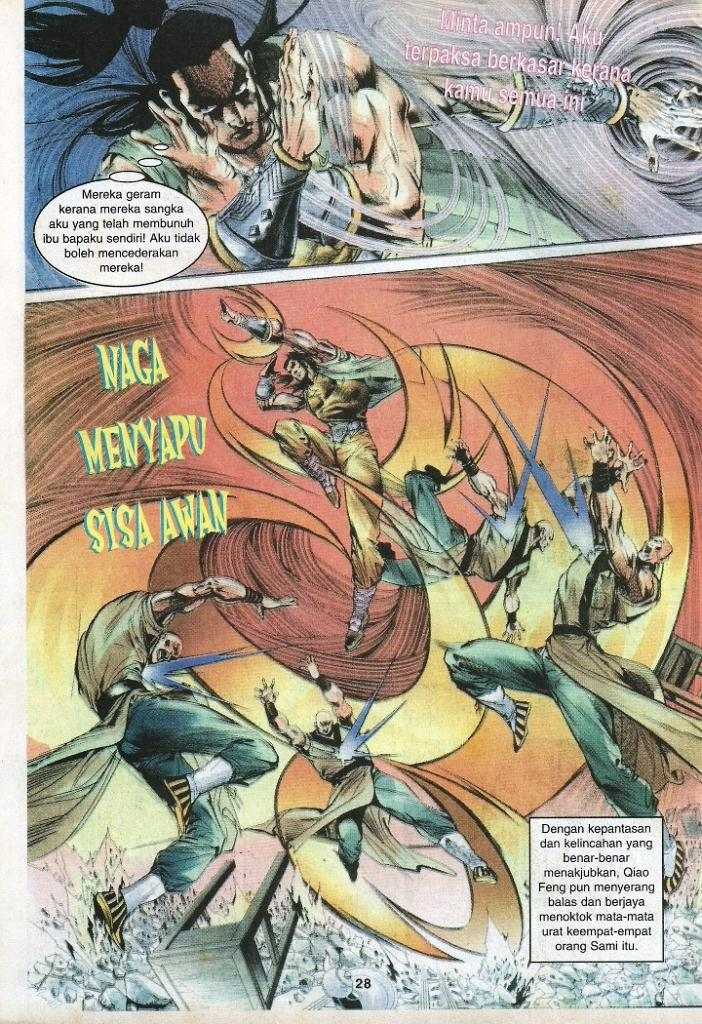 Minta ampun! Aku
terpaksa berkasar kerana
kamu semua ini
Mereka geram
kerana mereka sangka
aku yang telah membunuh
ibu bapaku sendiri! Aku tidak
boleh mencederakan
mereka!
NAGA
MENYAPU
SISA AWAN
Dengan kepantasan
dan kelincahan yang
benar-benar
menakjubkan, Qiao
Feng pun menyerang
balas dan berjaya
menoktok mata-mata
urat keempat-empat
orang Sami itu.
28